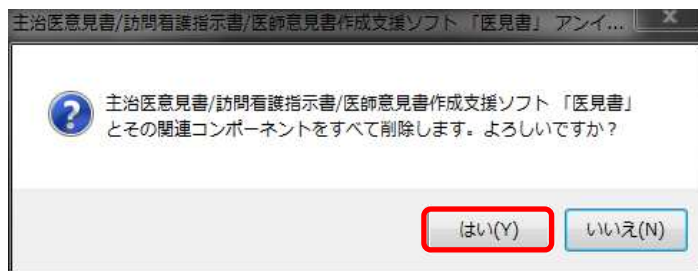 主治医意見書/訪問看護指示書/医師意見書作成支援ソフト 「医見書」 アンイ...
主治医意見書/訪問看護指示書/医師意見書作成支援ソフト 「医見書」
とその関連コンポーネントをすべて削除します。よろしいですか？
はい(Y)
いいえ(N)